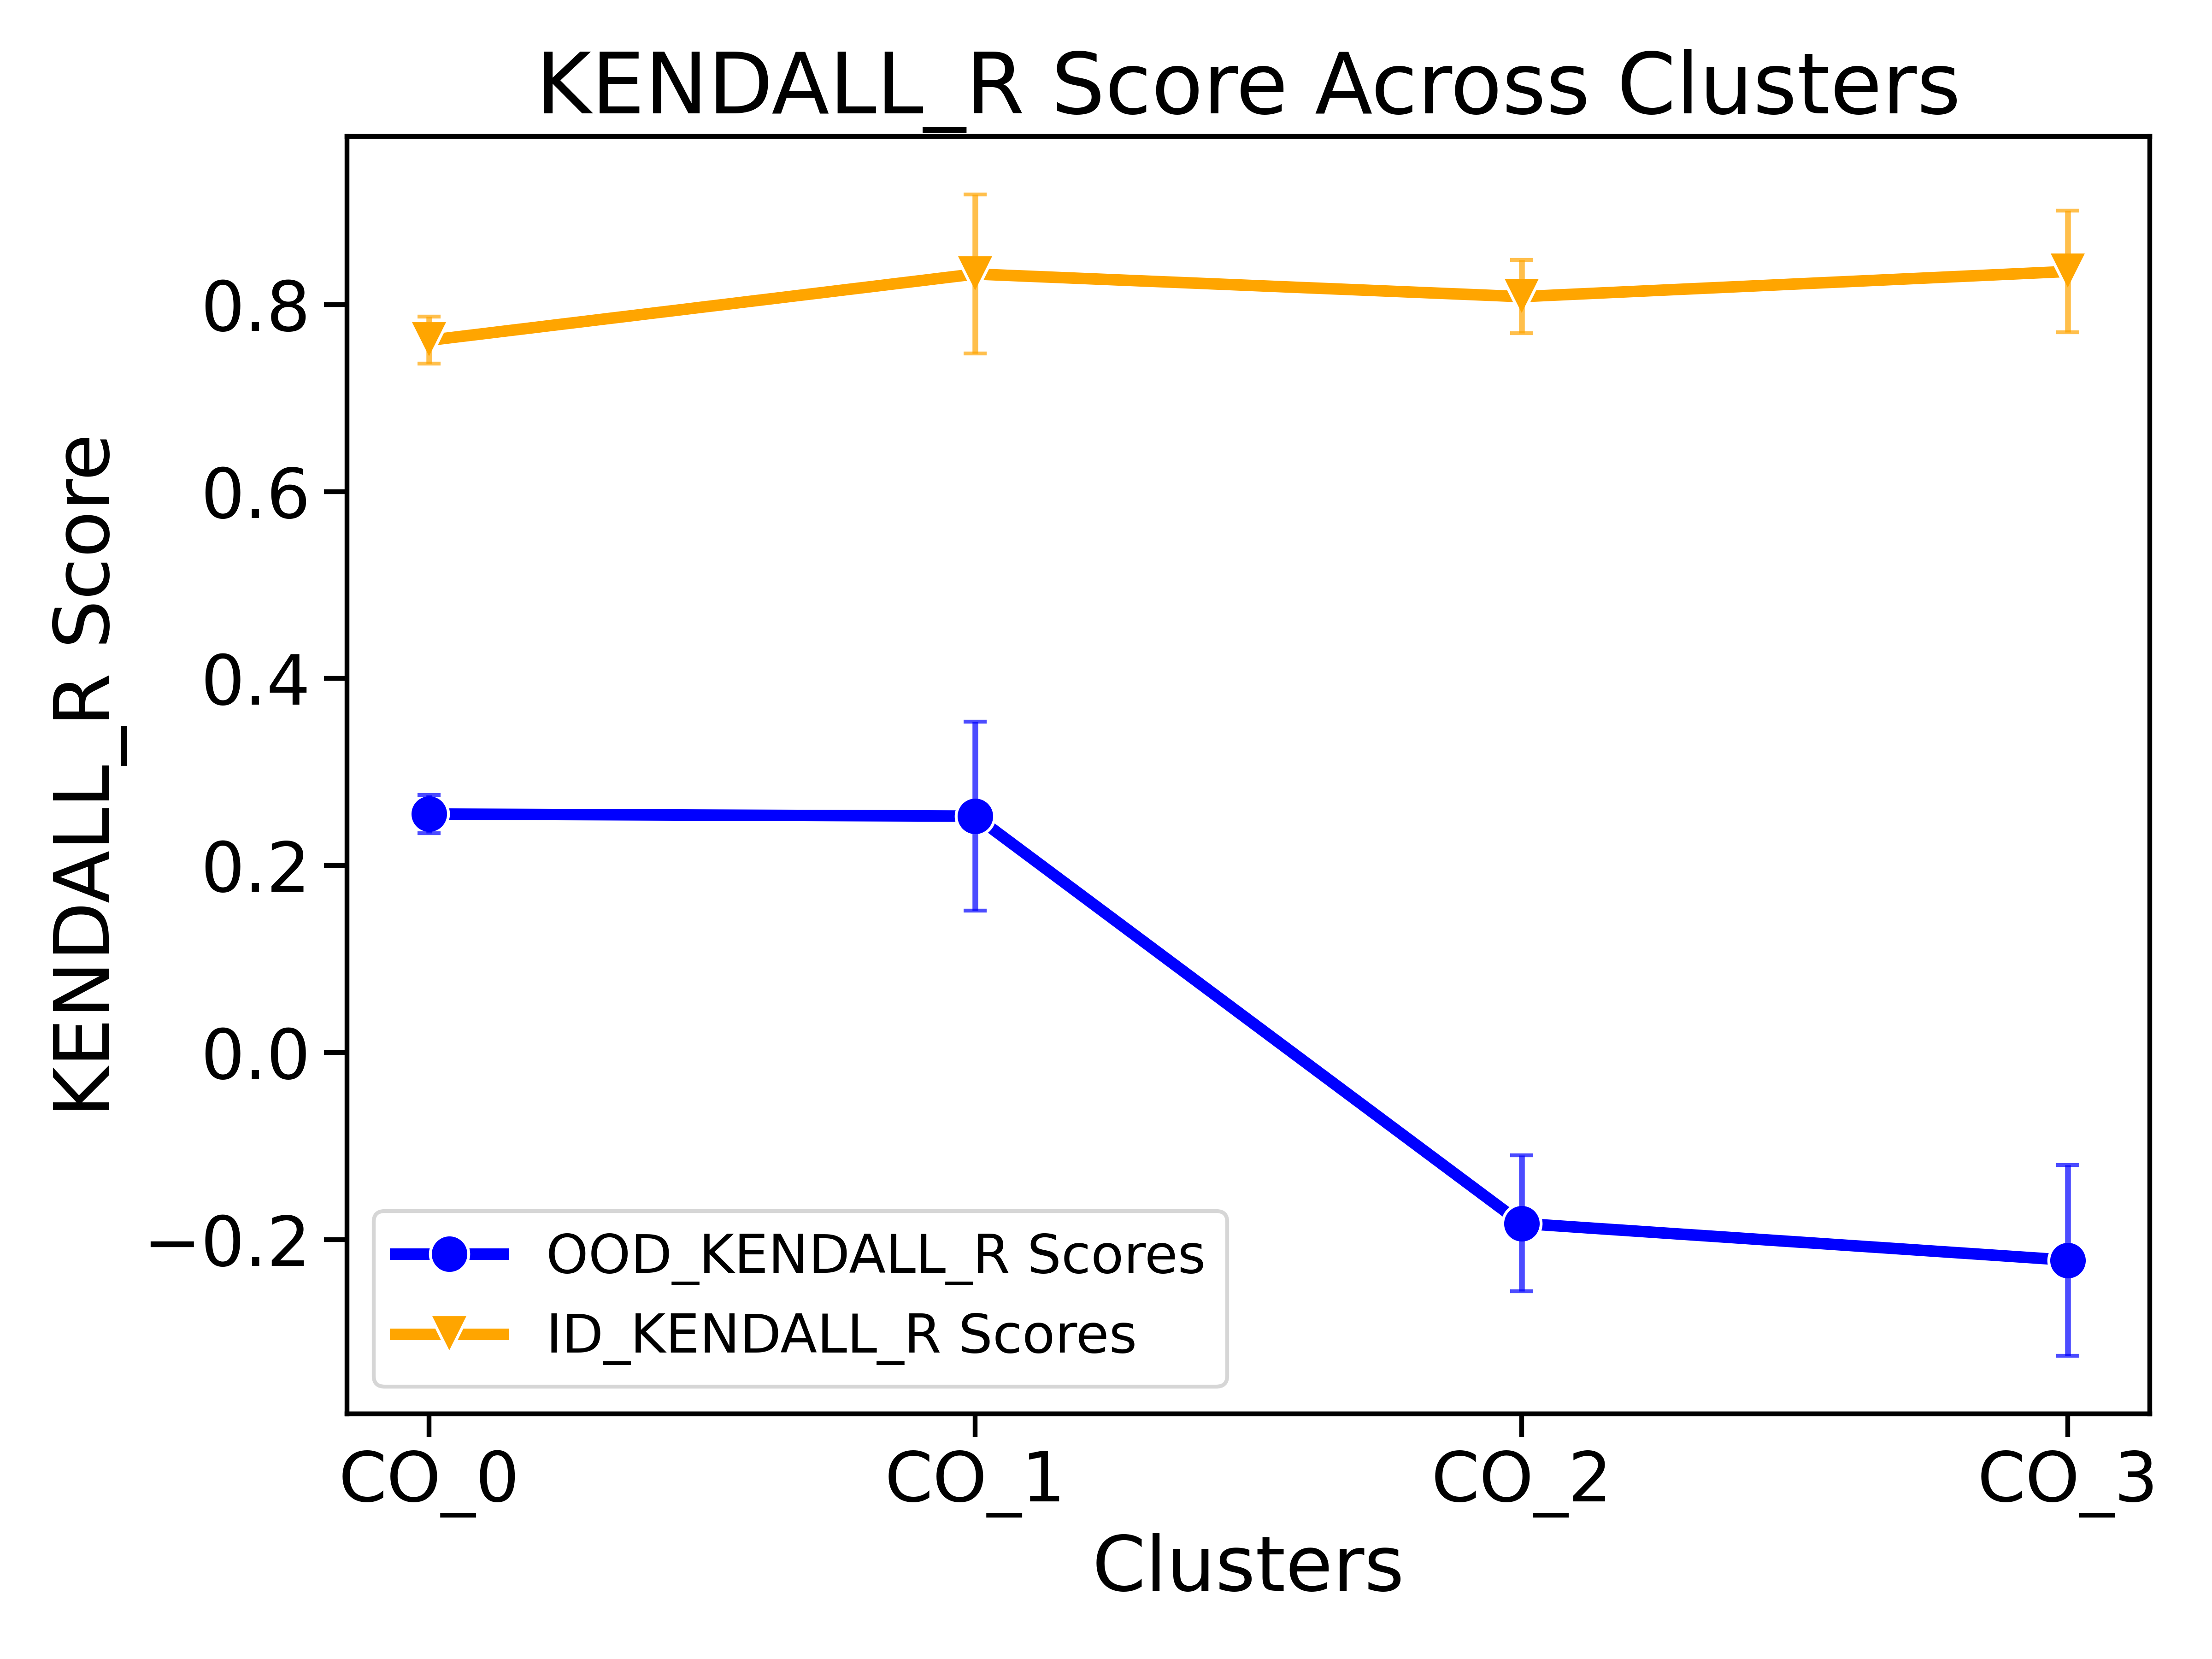 KENDALL_R Score Across Clusters
KENDALL_R Score
0.8
0.6
0.4
0.2
0.0
−0.2
OOD_KENDALL_R Scores
ID_KENDALL_R Scores
CO_0 CO_1 CO_2 CO_3
Clusters